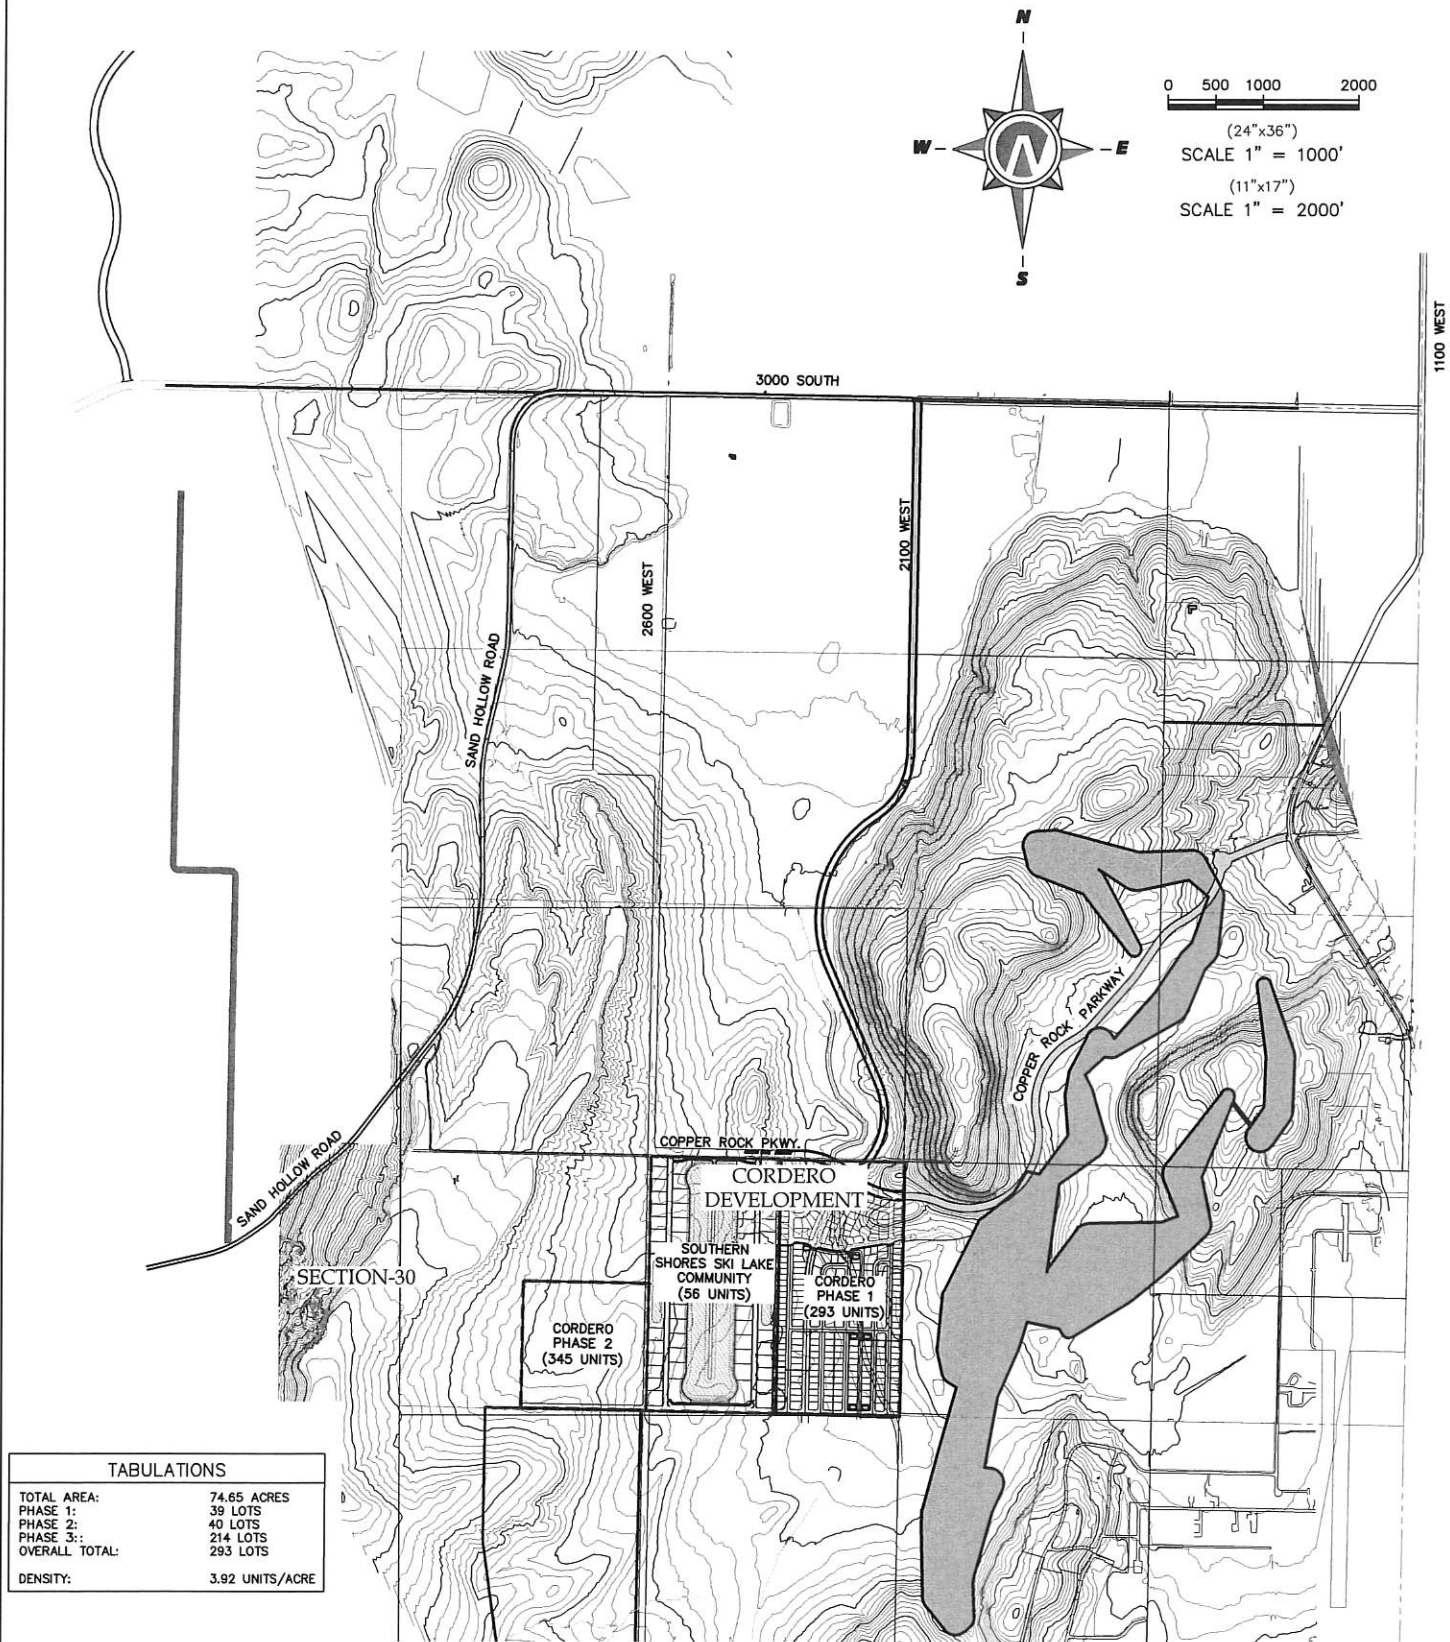 N
W
E
S
0 500 1000 2000
(24"x36")
SCALE 1" = 1000'
(11"x17")
SCALE 1" = 2000'
1100 WEST
3000 SOUTH
2100 WEST
2600 WEST
SAND HOLLOW ROAD
COPPER ROCK PARKWAY
COPPER ROCK PKWY.
SAND HOLLOW ROAD
CORDERO
DEVELOPMENT
SOUTHERN
SHORES SKI LAKE
COMMUNITY
(56 UNITS)
CORDERO
PHASE 1
(293 UNITS)
SECTION-30
CORDERO
PHASE 2
(345 UNITS)
TABULATIONS
TOTAL AREA: 74.65 ACRES
PHASE 1: 39 LOTS
PHASE 2: 40 LOTS
PHASE 3:: 214 LOTS
OVERALL TOTAL: 293 LOTS
DENSITY: 3.92 UNITS/ACRE